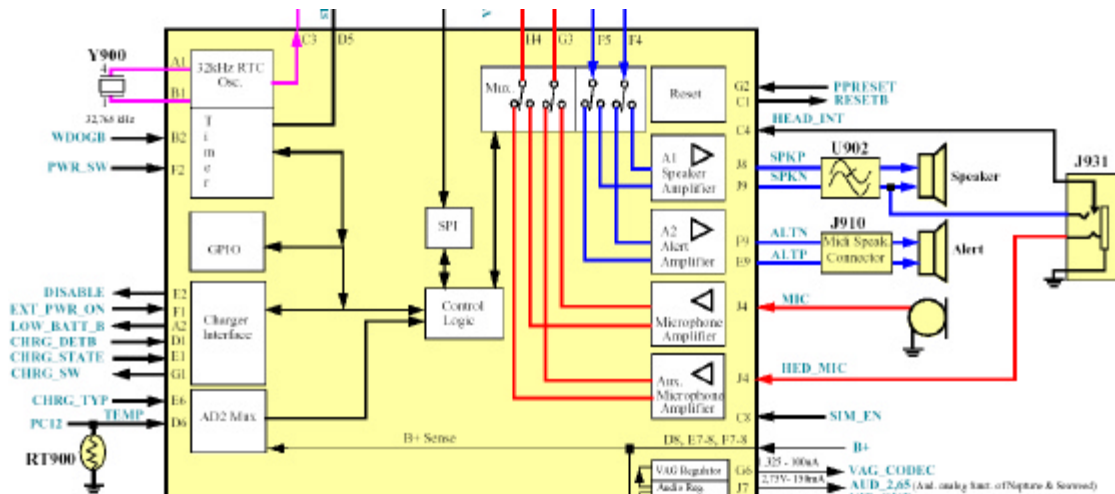 C3
D5
H4
G3
F5
F4
Y900
4
1
32,768 kHz
A1
B1
32kHz RTC
Osc.
Timer
WDOGB
B2
PWR_SW
F2
GPIO
SPI
Control
Logic
Mux.
Reset
G2
PPRESET
C1
RESETB
C4
HEAD_INT
A1
Speaker
Amplifier
J8
SPKP
J9
SPKN
U902
Speaker
J931
A2
Alert
Amplifier
F9
ALTN
E9
ALTP
J910
Midi Speak.
Connector
Alert
Microphone
Amplifier
J4
MIC
Aux.
Microphone
Amplifier
J4
HED_MIC
DISABLE
E2
EXT_PWR_ON
F1
LOW_BATT_B
A2
CHRG_DETB
D1
CHRG_STATE
E1
CHRG_SW
G1
Charger
Interface
CHRG_TYP
E6
PC12
TEMP
D6
AD2 Mux
RT900
C8
SIM_EN
B+ Sense
D8, E7-8, F7-8
B+
VAG Regulator
G6
1,325 - 100uA
VAG_CODEC
Audio Reg.
J7
2,75V- 150mA
AUD_2,65